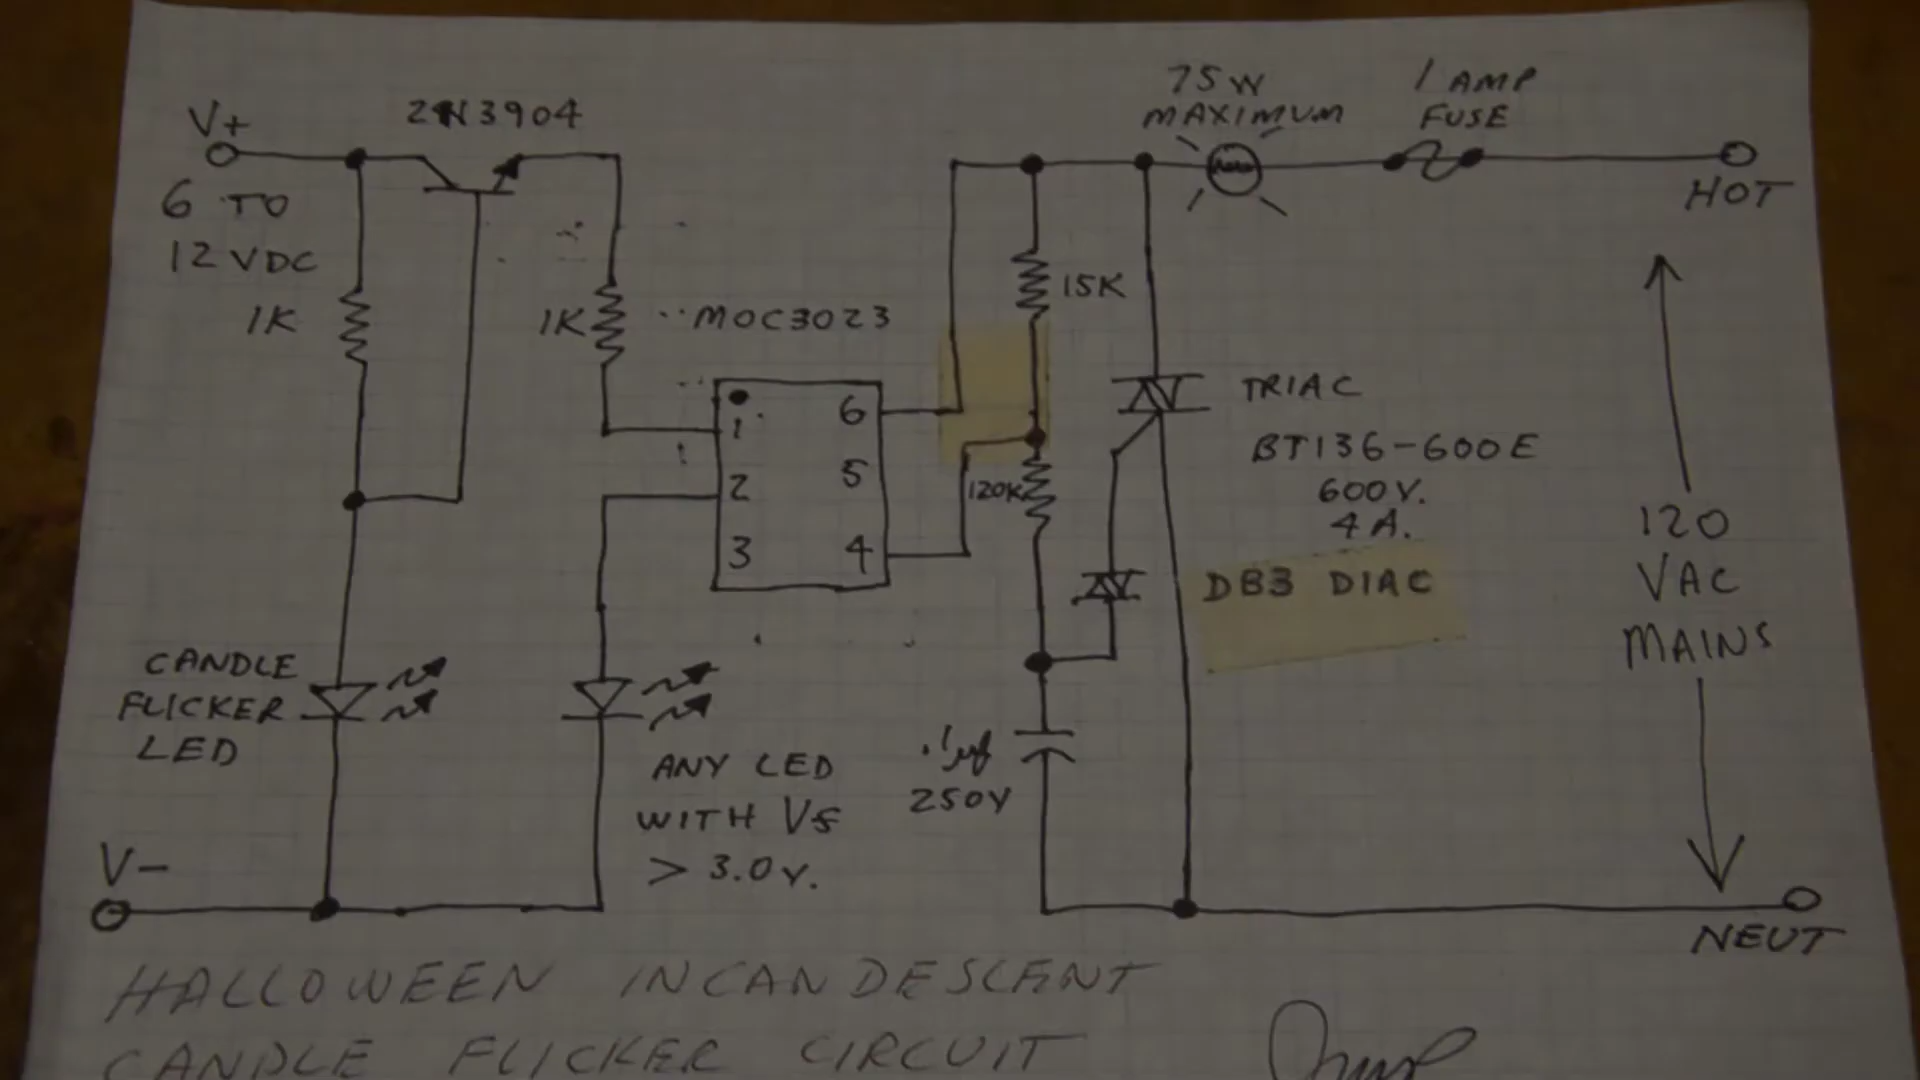 V+
2N3904
6 TO
12 VDC
1K
1K
MOC3023
1
2
3
6
5
4
75W
MAXIMUM
1 AMP
FUSE
HOT
15K
120K
TRIAC
BT136-600E
600V.
4A.
DB3 DIAC
120
VAC
MAINS
CANDLE
FLICKER
LED
ANY LED
WITH Vf
> 3.0V.
.1µf
250V
V-
NEUT
HALLOWEEN INCANDESCENT
CANDLE FLICKER CIRCUIT